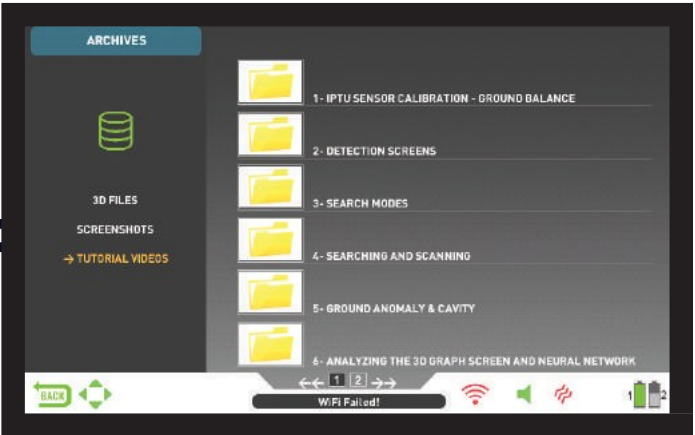 ARCHIVES
3D FILES
SCREENSHOTS
→ TUTORIAL VIDEOS
1- IPTU SENSOR CALIBRATION - GROUND BALANCE
2- DETECTION SCREENS
3- SEARCH MODES
4- SEARCHING AND SCANNING
5- GROUND ANOMALY & CAVITY
6- ANALYZING THE 3D GRAPH SCREEN AND NEURAL NETWORK
BACK
←← 1 2 →→
WiFi Failed!
1 2